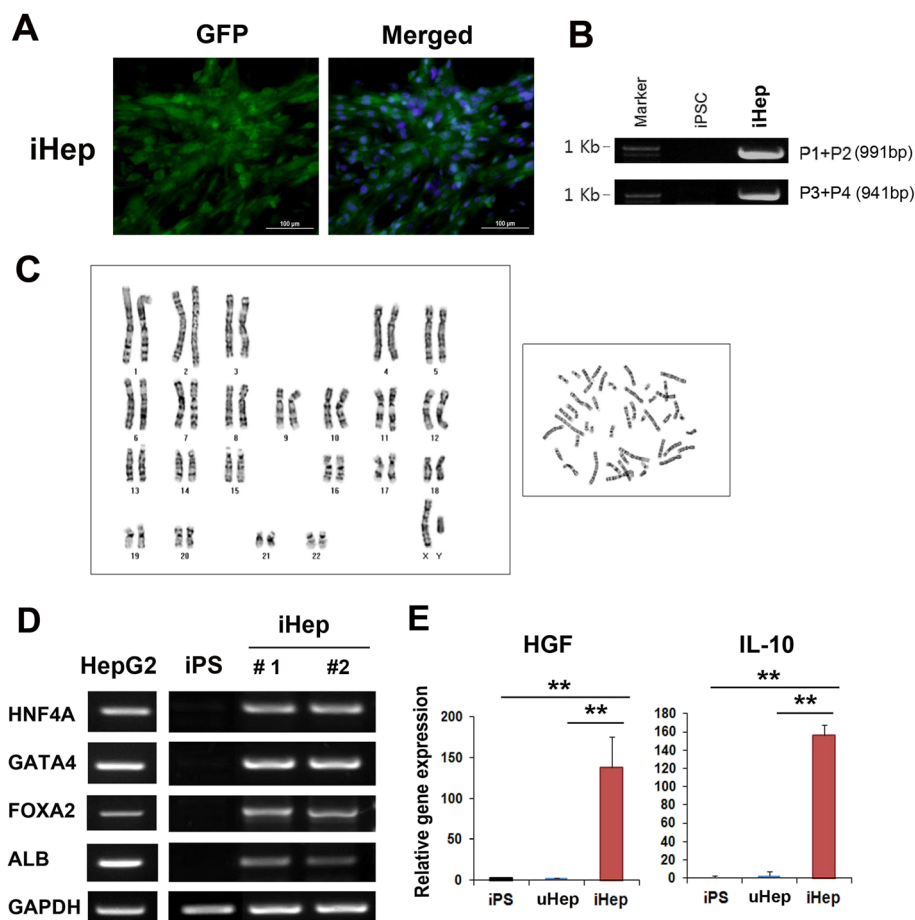 A
GFP
Merged
iHep
100 µm
100 µm
B
Marker
iPSC
iHep
1 Kb
P1+P2 (991bp)
1 Kb
P3+P4 (941bp)
C
1 2 3 4 5
6 7 8 9 10 11 12
13 14 15 16 17 18
19 20 21 22 X Y
D
iHep
HepG2 iPS # 1 #2
HNF4A
GATA4
FOXA2
ALB
GAPDH
E
HGF
**
**
Relative gene expression
200
150
100
50
0
iPS uHep iHep
IL-10
**
**
180
160
140
120
100
80
60
40
20
0
iPS uHep iHep